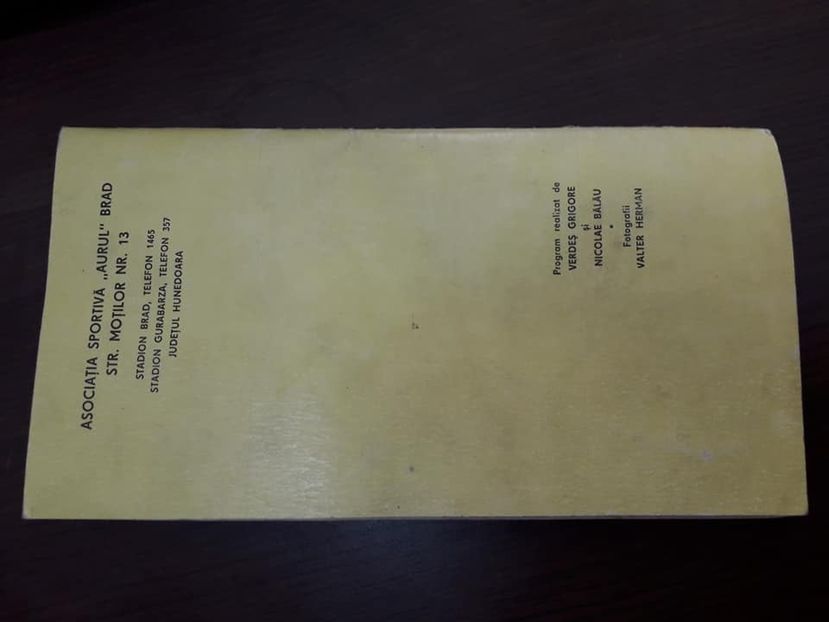 ASOCIAȚIA SPORTIVĂ „AURUL" BRAD
STR. MOȚILOR NR. 13
STADION BRAD, TELEFON 1465
STADION GURABARZA, TELEFON 357
JUDEȚUL HUNEDOARA
Program realizat de
VERDEȘ GRIGORE
și
NICOLAE BĂLĂU
*
Fotografii
VALTER HERMAN